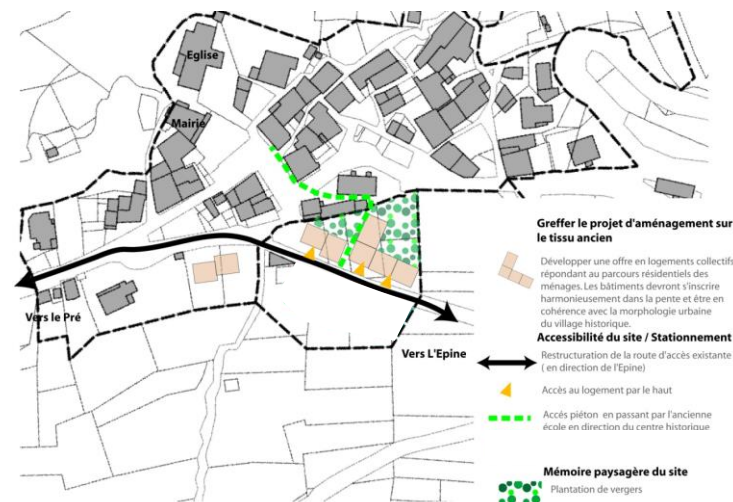 Eglise
Mairie
Vers le Pré
Vers L'Epine
Greffer le projet d'aménagement sur
le tissu ancien
Développer une offre en logements collectifs
répondant au parcours résidentiels des
ménages. Les bâtiments devront s'inscrire
harmonieusement dans la pente et être en
cohérence avec la morphologie urbaine
du village historique.
Accessibilité du site / Stationnement
Restructuration de la route d'accès existante
( en direction de l'Epine)
Accès au logement par le haut
Accés piéton en passant par l'ancienne
école en direction du centre historique
Mémoire paysagère du site
Plantation de vergers